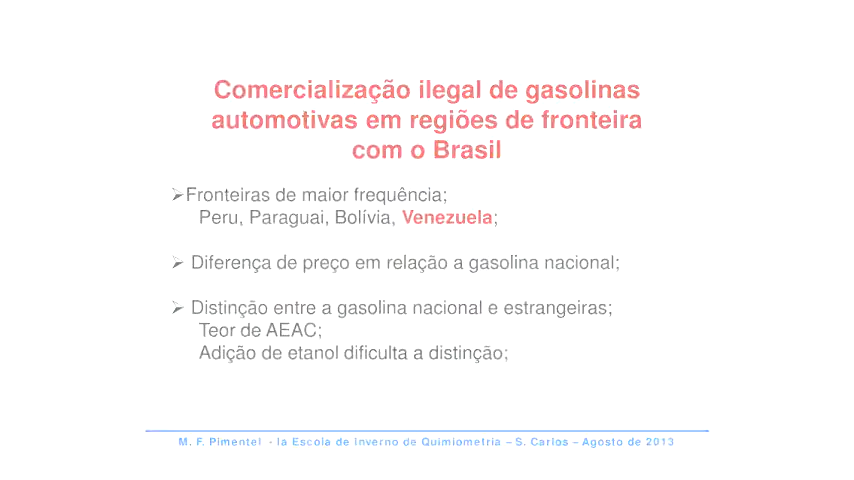 Comercialização ilegal de gasolinas
automotivas em regiões de fronteira
com o Brasil
➢Fronteiras de maior frequência;
Peru, Paraguai, Bolívia, Venezuela;
➢ Diferença de preço em relação a gasolina nacional;
➢ Distinção entre a gasolina nacional e estrangeiras;
Teor de AEAC;
Adição de etanol dificulta a distinção;
M. F. Pimentel - Ia Escola de Inverno de Quimiometria – S. Carlos – Agosto de 2013